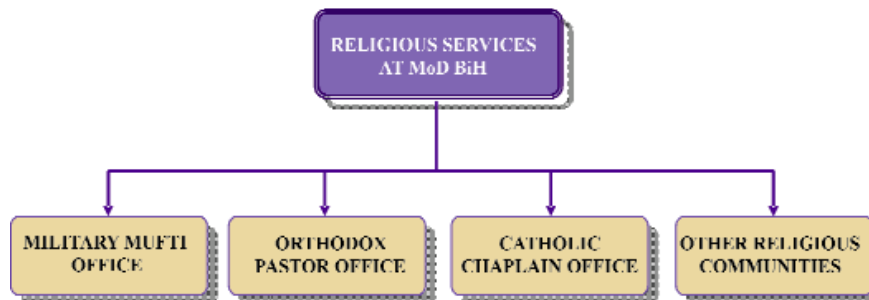 RELIGIOUS SERVICES
AT MoD BiH
MILITARY MUFTI
OFFICE
ORTHODOX
PASTOR OFFICE
CATHOLIC
CHAPLAIN OFFICE
OTHER RELIGIOUS
COMMUNITIES